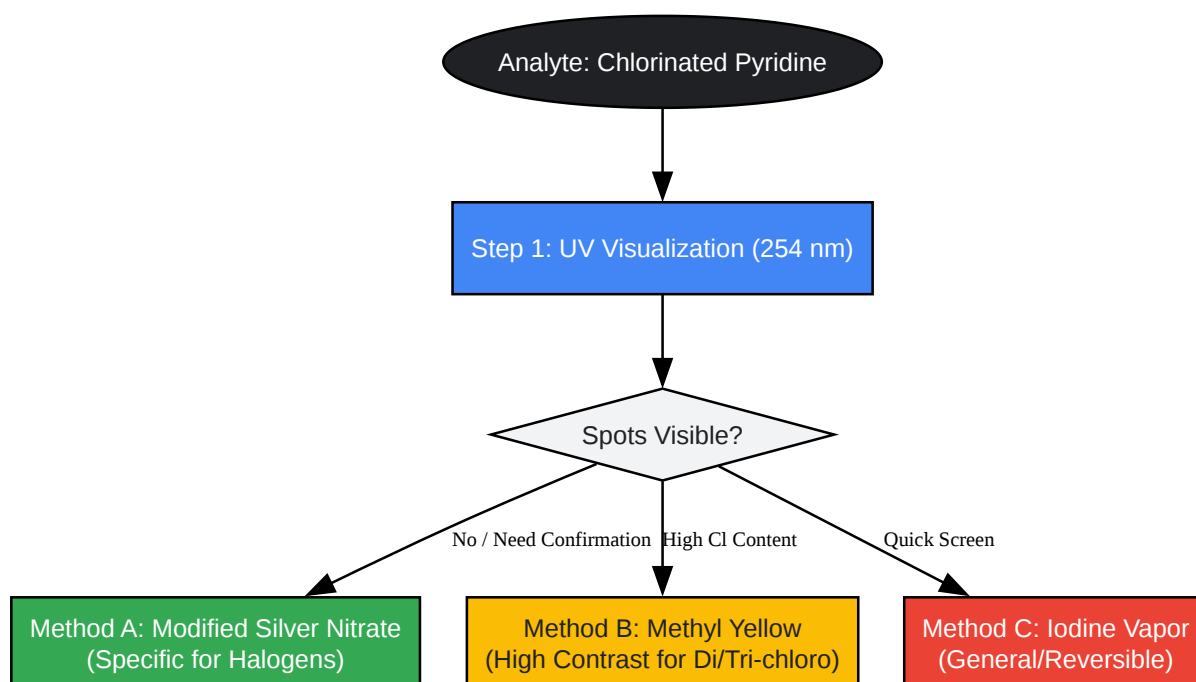 Analyte: Chlorinated Pyridine
Step 1: UV Visualization (254 nm)
Spots Visible?
No / Need Confirmation
High Cl Content
Quick Screen
Method A: Modified Silver Nitrate
(Specific for Halogens)
Method B: Methyl Yellow
(High Contrast for Di/Tri-chloro)
Method C: Iodine Vapor
(General/Reversible)